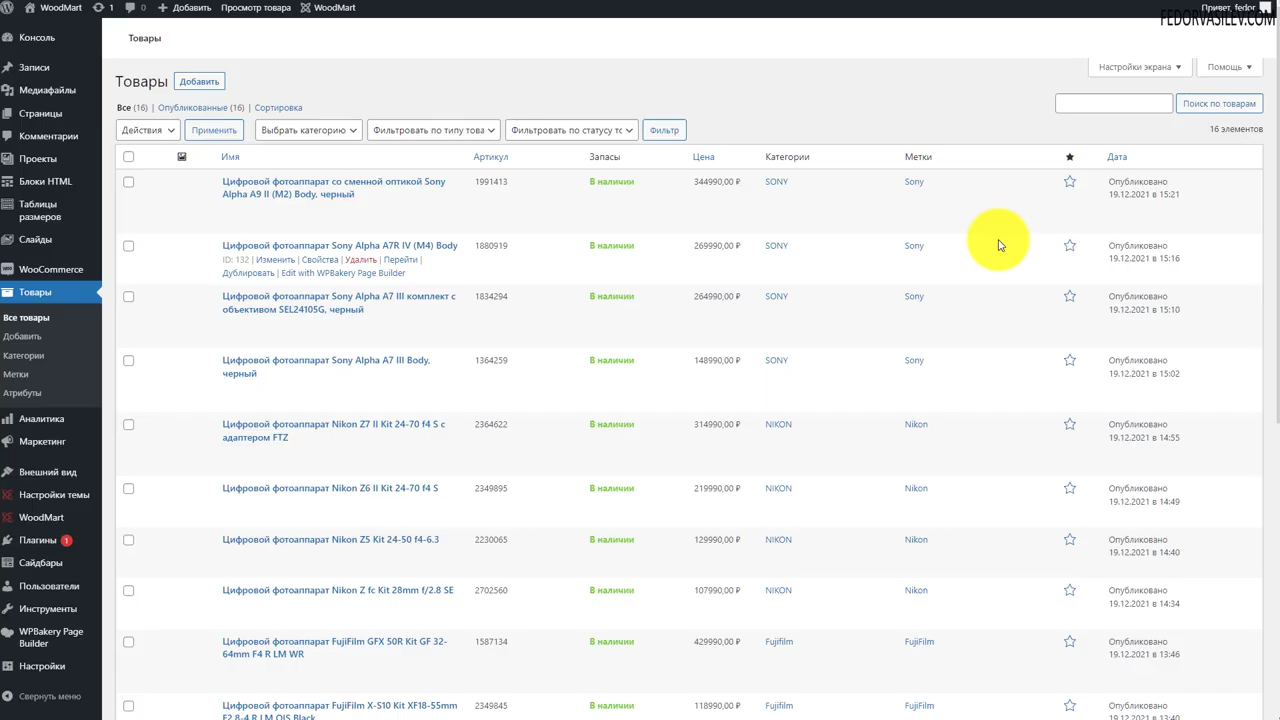 WoodMart 1 0 Добавить Просмотр товара WoodMart Привет, fedor
FEDORVASILEV.COM
Консоль
Записи
Медиафайлы
Страницы
Комментарии
Проекты
Блоки HTML
Таблицы
размеров
Слайды
WooCommerce
Товары
Все товары
Добавить
Категории
Метки
Атрибуты
Аналитика
Маркетинг
Внешний вид
Настройки темы
WoodMart
Плагины 1
Сайдбары
Пользователи
Инструменты
WPBakery Page
Builder
Настройки
Свернуть меню
Товары
Настройки экрана Помощь
Товары Добавить
Все (16) | Опубликованные (16) | Сортировка
Поиск по товарам
Действия Применить Выбрать категорию Фильтровать по типу това Фильтровать по статусу тс Фильтр
16 элементов
Имя Артикул Запасы Цена Категории Метки Дата
Цифровой фотоаппарат со сменной оптикой Sony 1991413 В наличии 344990,00 ₽ SONY Sony Опубликовано
Alpha A9 II (M2) Body, черный 19.12.2021 в 15:21
Цифровой фотоаппарат Sony Alpha A7R IV (M4) Body 1880919 В наличии 269990,00 ₽ SONY Sony Опубликовано
ID: 132 | Изменить | Свойства | Удалить | Перейти | 19.12.2021 в 15:16
Дублировать | Edit with WPBakery Page Builder
Цифровой фотоаппарат Sony Alpha A7 III комплект с 1834294 В наличии 264990,00 ₽ SONY Sony Опубликовано
объективом SEL24105G, черный 19.12.2021 в 15:10
Цифровой фотоаппарат Sony Alpha A7 III Body, 1364259 В наличии 148990,00 ₽ SONY Sony Опубликовано
черный 19.12.2021 в 15:02
Цифровой фотоаппарат Nikon Z7 II Kit 24-70 f4 S с 2364622 В наличии 314990,00 ₽ NIKON Nikon Опубликовано
адаптером FTZ 19.12.2021 в 14:55
Цифровой фотоаппарат Nikon Z6 II Kit 24-70 f4 S 2349895 В наличии 219990,00 ₽ NIKON Nikon Опубликовано
19.12.2021 в 14:49
Цифровой фотоаппарат Nikon Z5 Kit 24-50 f4-6.3 2230065 В наличии 129990,00 ₽ NIKON Nikon Опубликовано
19.12.2021 в 14:40
Цифровой фотоаппарат Nikon Z fc Kit 28mm f/2.8 SE 2702560 В наличии 107990,00 ₽ NIKON Nikon Опубликовано
19.12.2021 в 14:34
Цифровой фотоаппарат FujiFilm GFX 50R Kit GF 32- 1587134 В наличии 429990,00 ₽ Fujifilm FujiFilm Опубликовано
64mm F4 R LM WR 19.12.2021 в 13:46
Цифровой фотоаппарат FujiFilm X-S10 Kit XF18-55mm 2349845 В наличии 118990,00 ₽ Fujifilm FujiFilm Опубликовано
F2.8-4 R LM OIS Black 19.12.2021 в 13:40